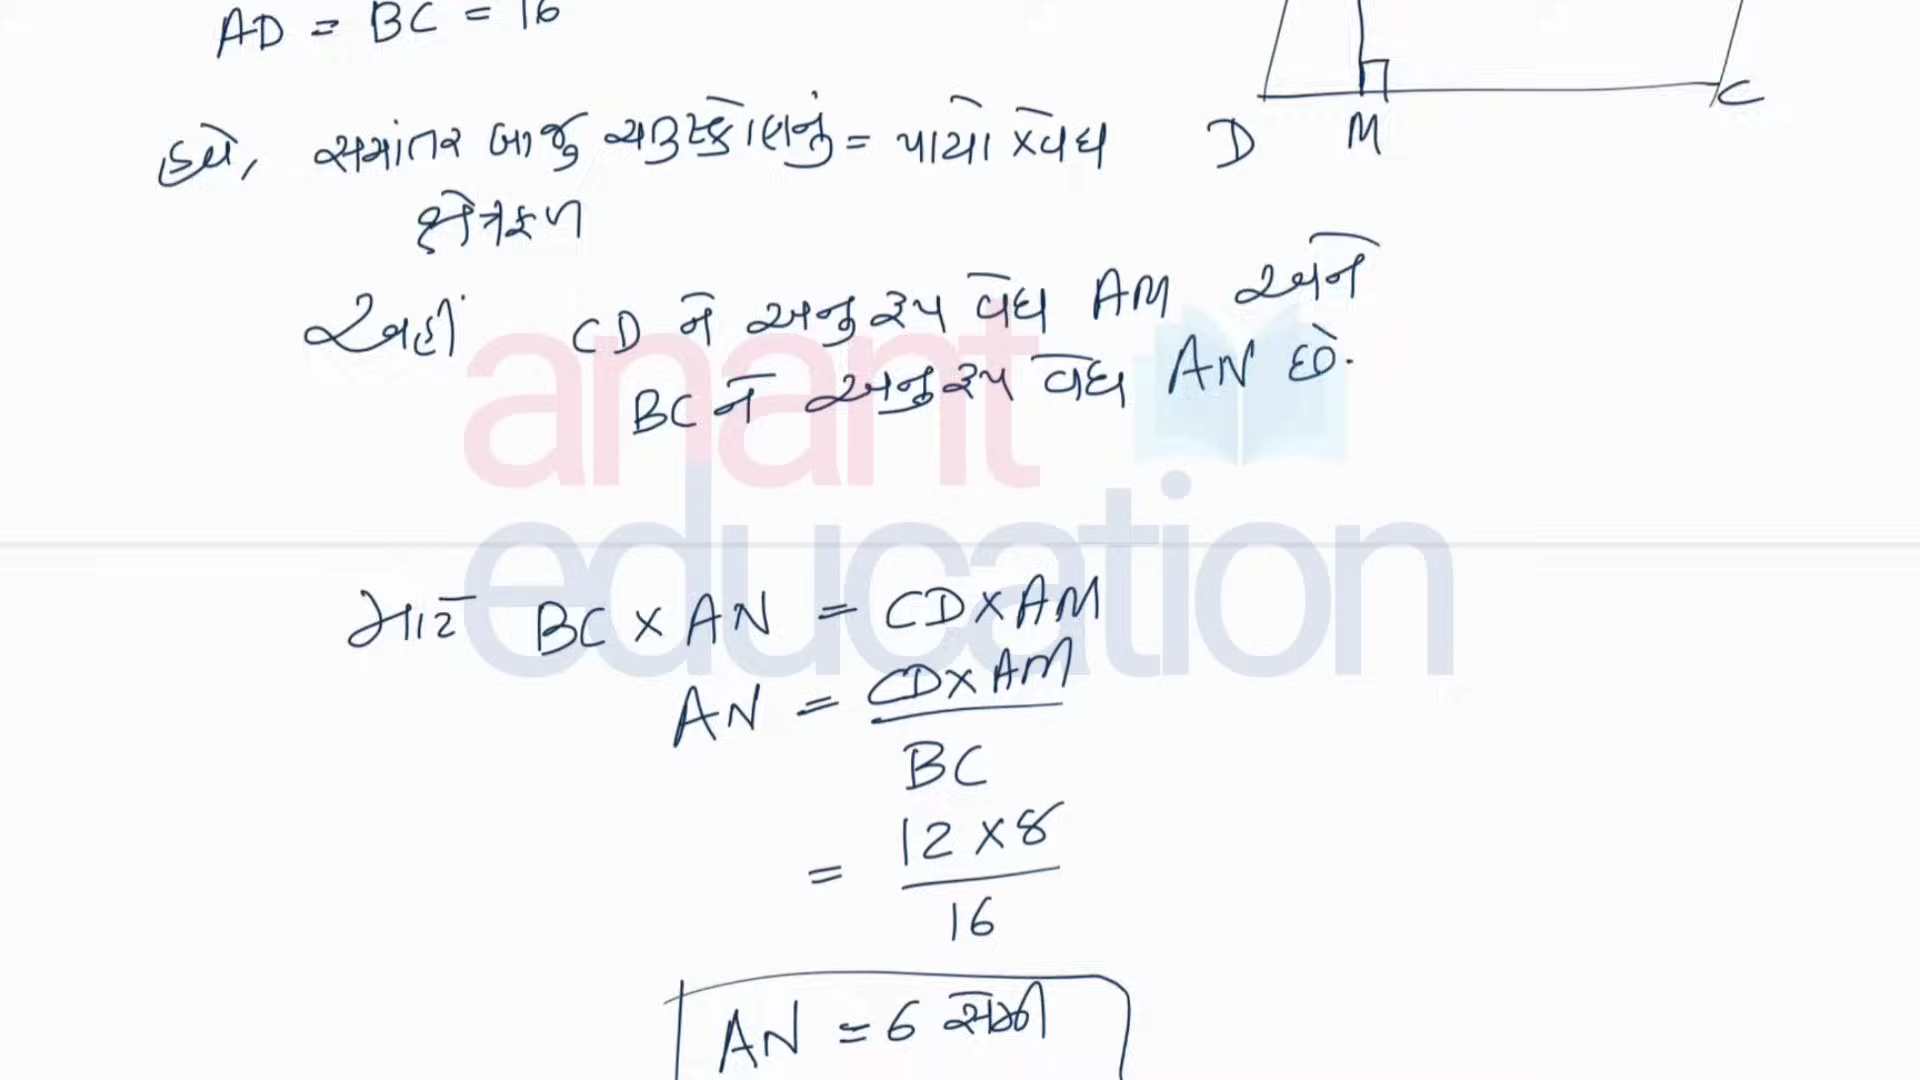 AD = BC = 16
હવે, સમાંતર બાજુ ચતુષ્કોણનું = પાયો × વેધ
ક્ષેત્રફળ
D M C
અહીં CD ને અનુરૂપ વેધ AM અને
BC ને અનુરૂપ વેધ AN છે.
anant
education
માટે BC × AN = CD × AM
AN = CD × AM
BC
= 12 × 8
16
AN = 6 સેમી